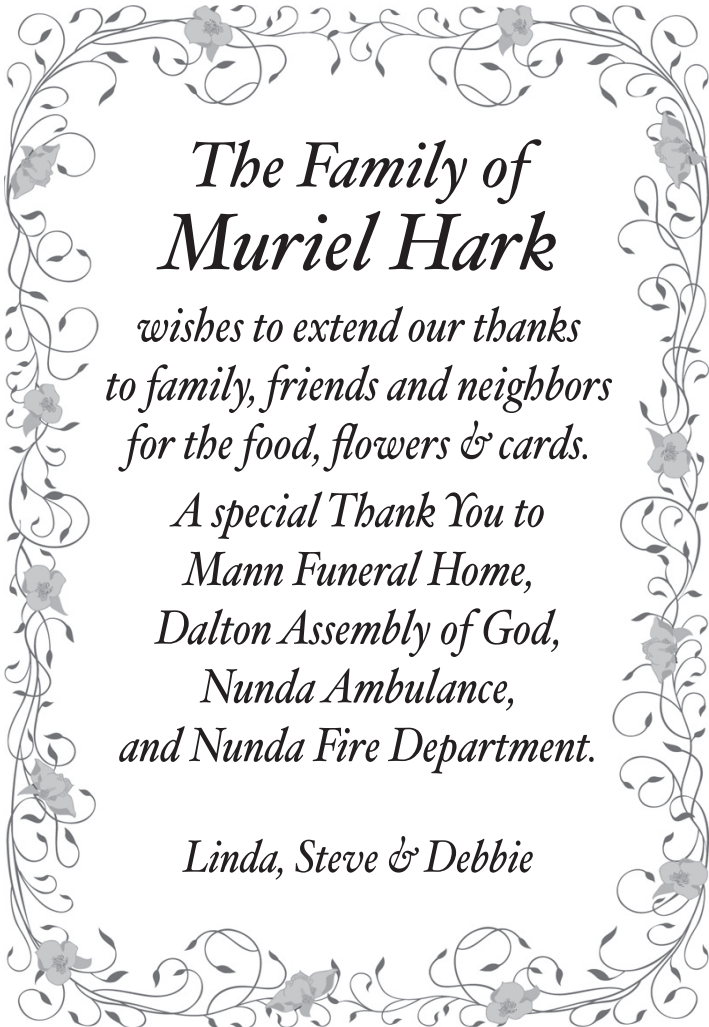 The Family of
Muriel Hark
wishes to extend our thanks
to family, friends and neighbors
for the food, flowers & cards.
A special Thank You to
Mann Funeral Home,
Dalton Assembly of God,
Nunda Ambulance,
and Nunda Fire Department.
Linda, Steve & Debbie